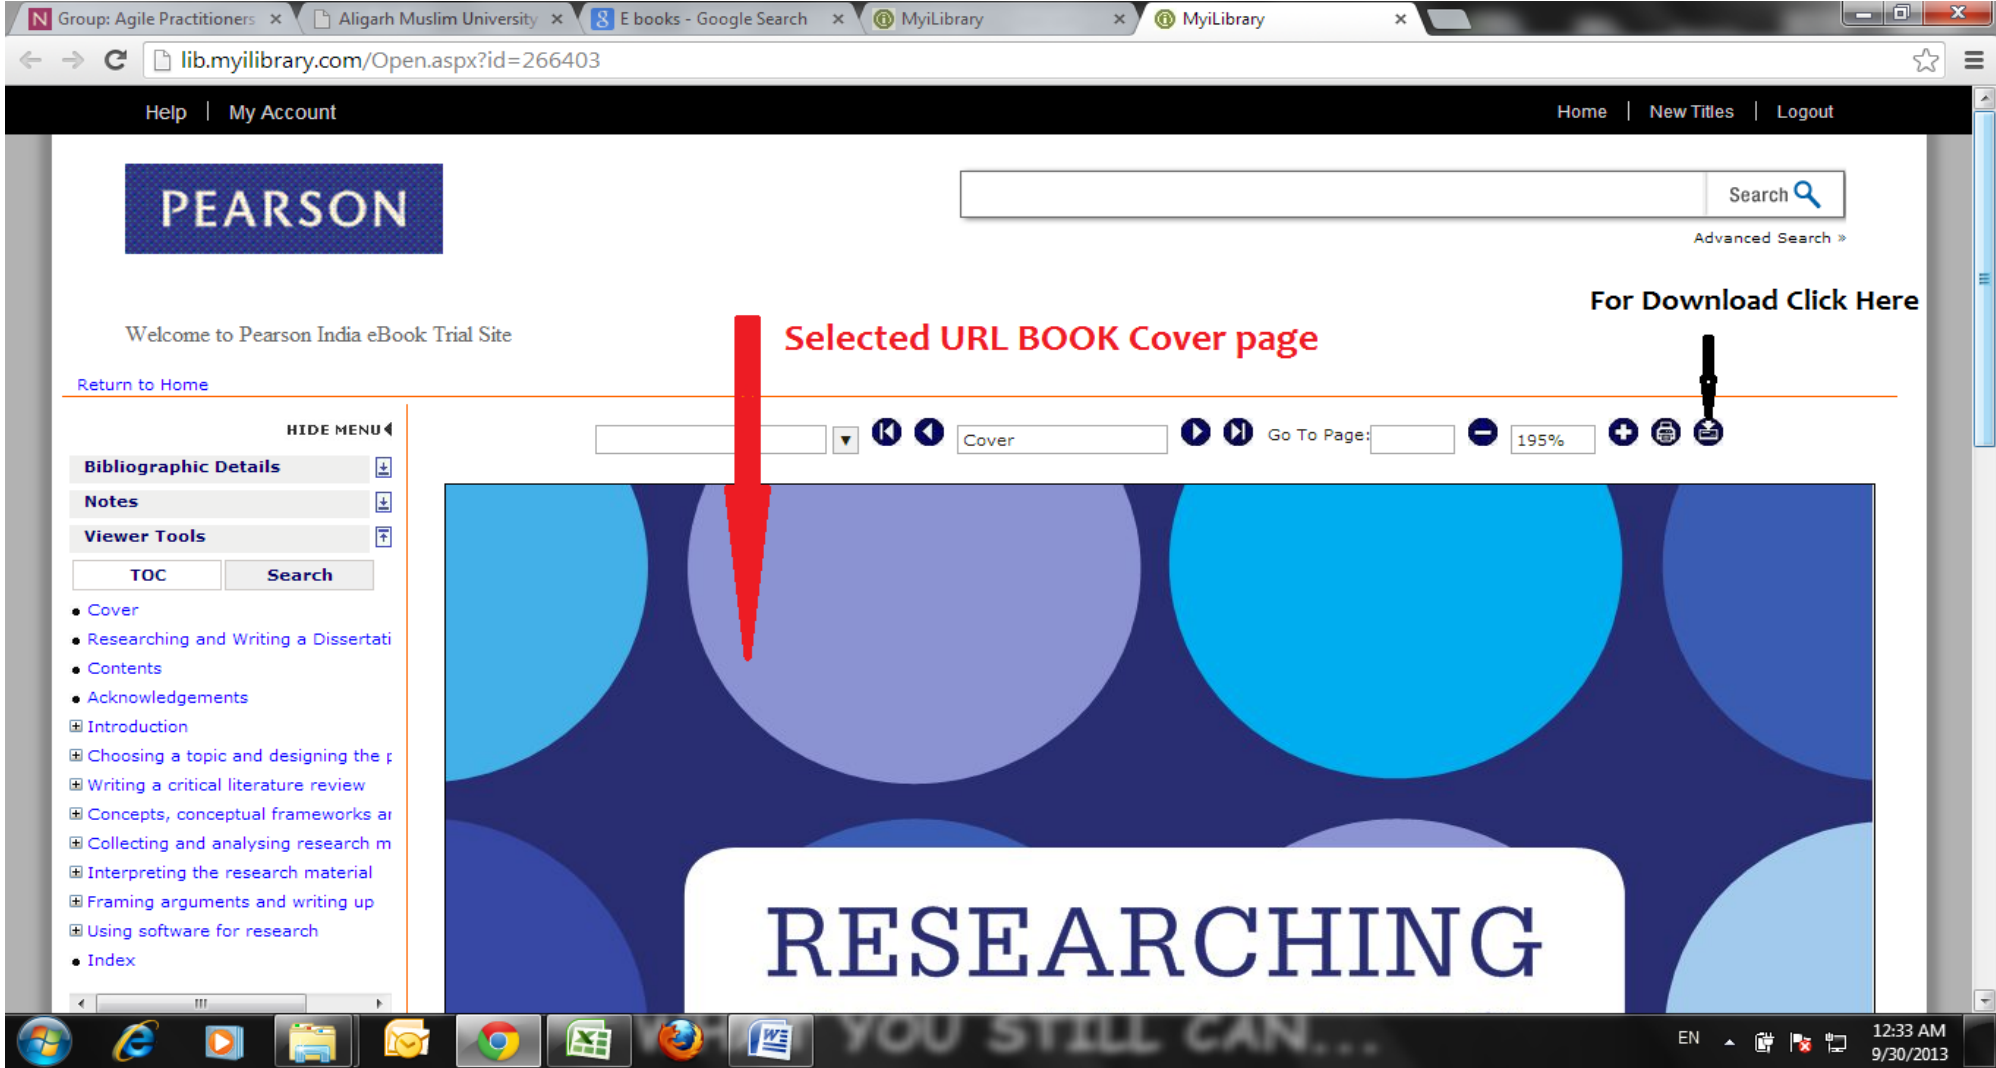 Group: Agile Practitioners
Aligarh Muslim University
E books - Google Search
MyiLibrary
MyiLibrary
lib.myilibrary.com/Open.aspx?id=266403
Help | My Account
Home | New Titles | Logout
PEARSON
Search
Advanced Search »
For Download Click Here
Welcome to Pearson India eBook Trial Site
Selected URL BOOK Cover page
Return to Home
HIDE MENU
Cover
Go To Page:
195%
Bibliographic Details
Notes
Viewer Tools
TOC Search
Cover
Researching and Writing a Dissertati
Contents
Acknowledgements
Introduction
Choosing a topic and designing the p
Writing a critical literature review
Concepts, conceptual frameworks ar
Collecting and analysing research m
Interpreting the research material
Framing arguments and writing up
Using software for research
Index
RESEARCHING
WHAT YOU STILL CAN...
EN
12:33 AM
9/30/2013